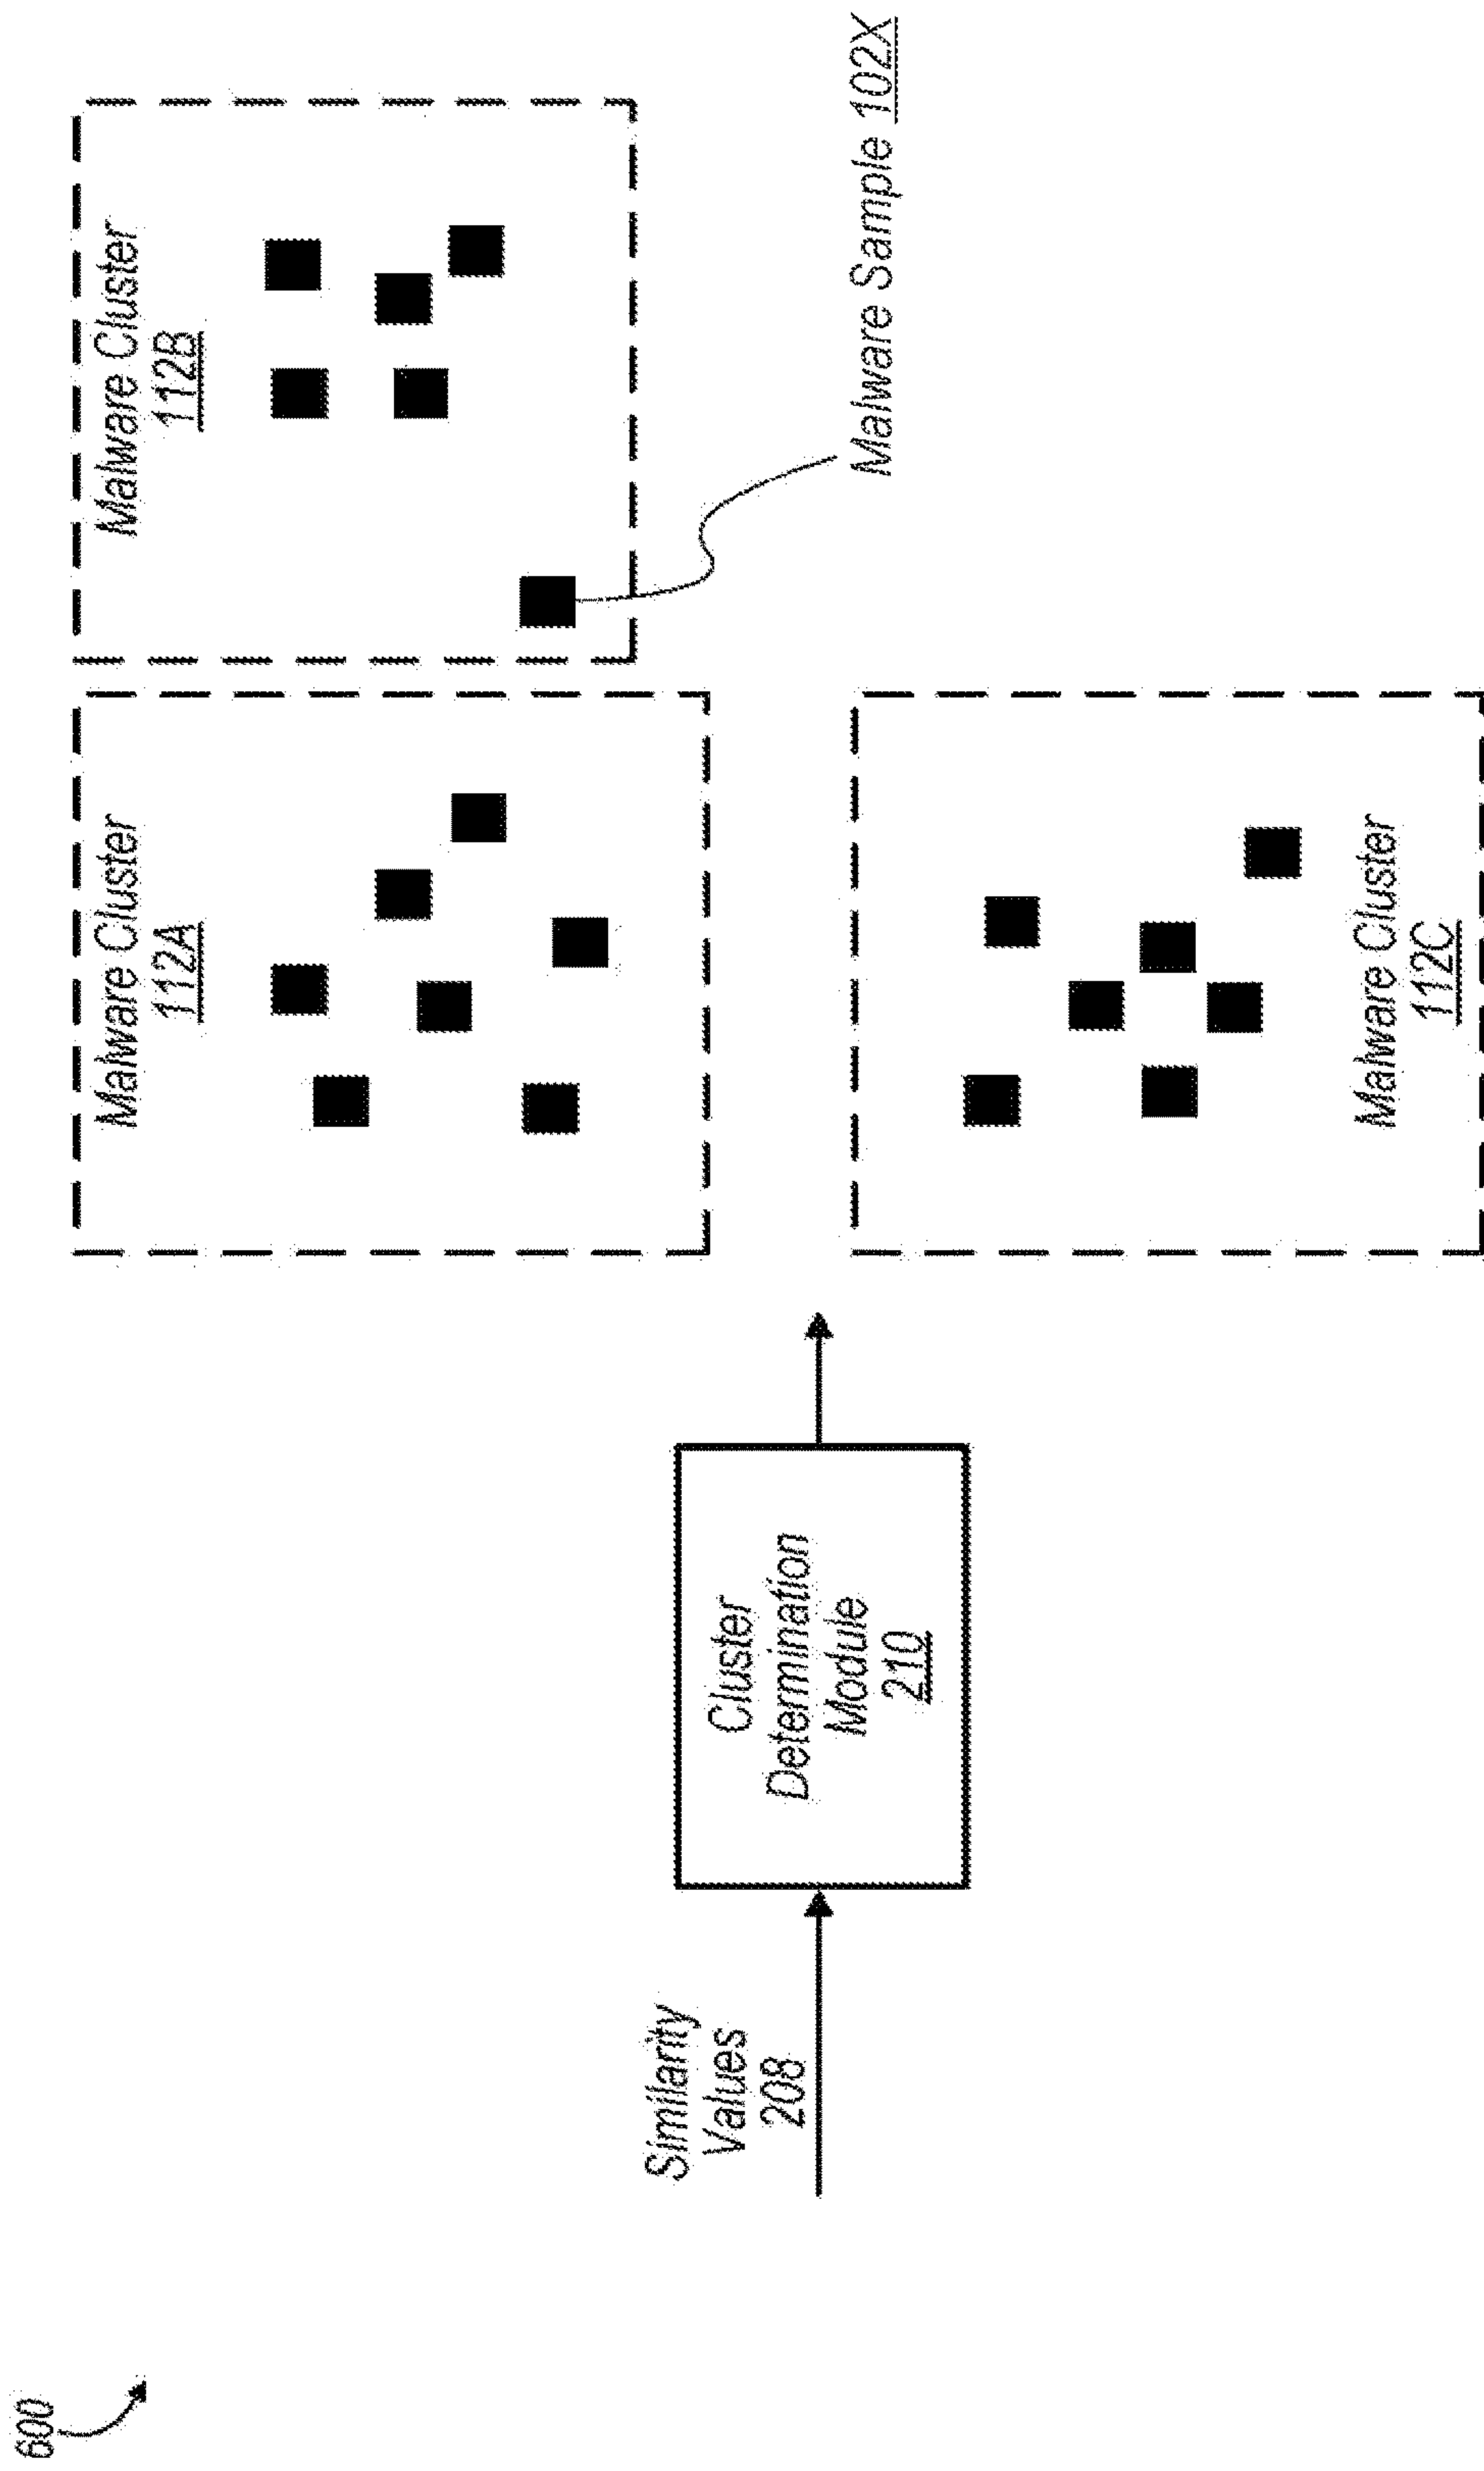 600
Similarity
Values
208
Cluster
Determination
Module
210
Malware Cluster
112A
Malware Cluster
112B
Malware Sample 102X
Malware Cluster
112C